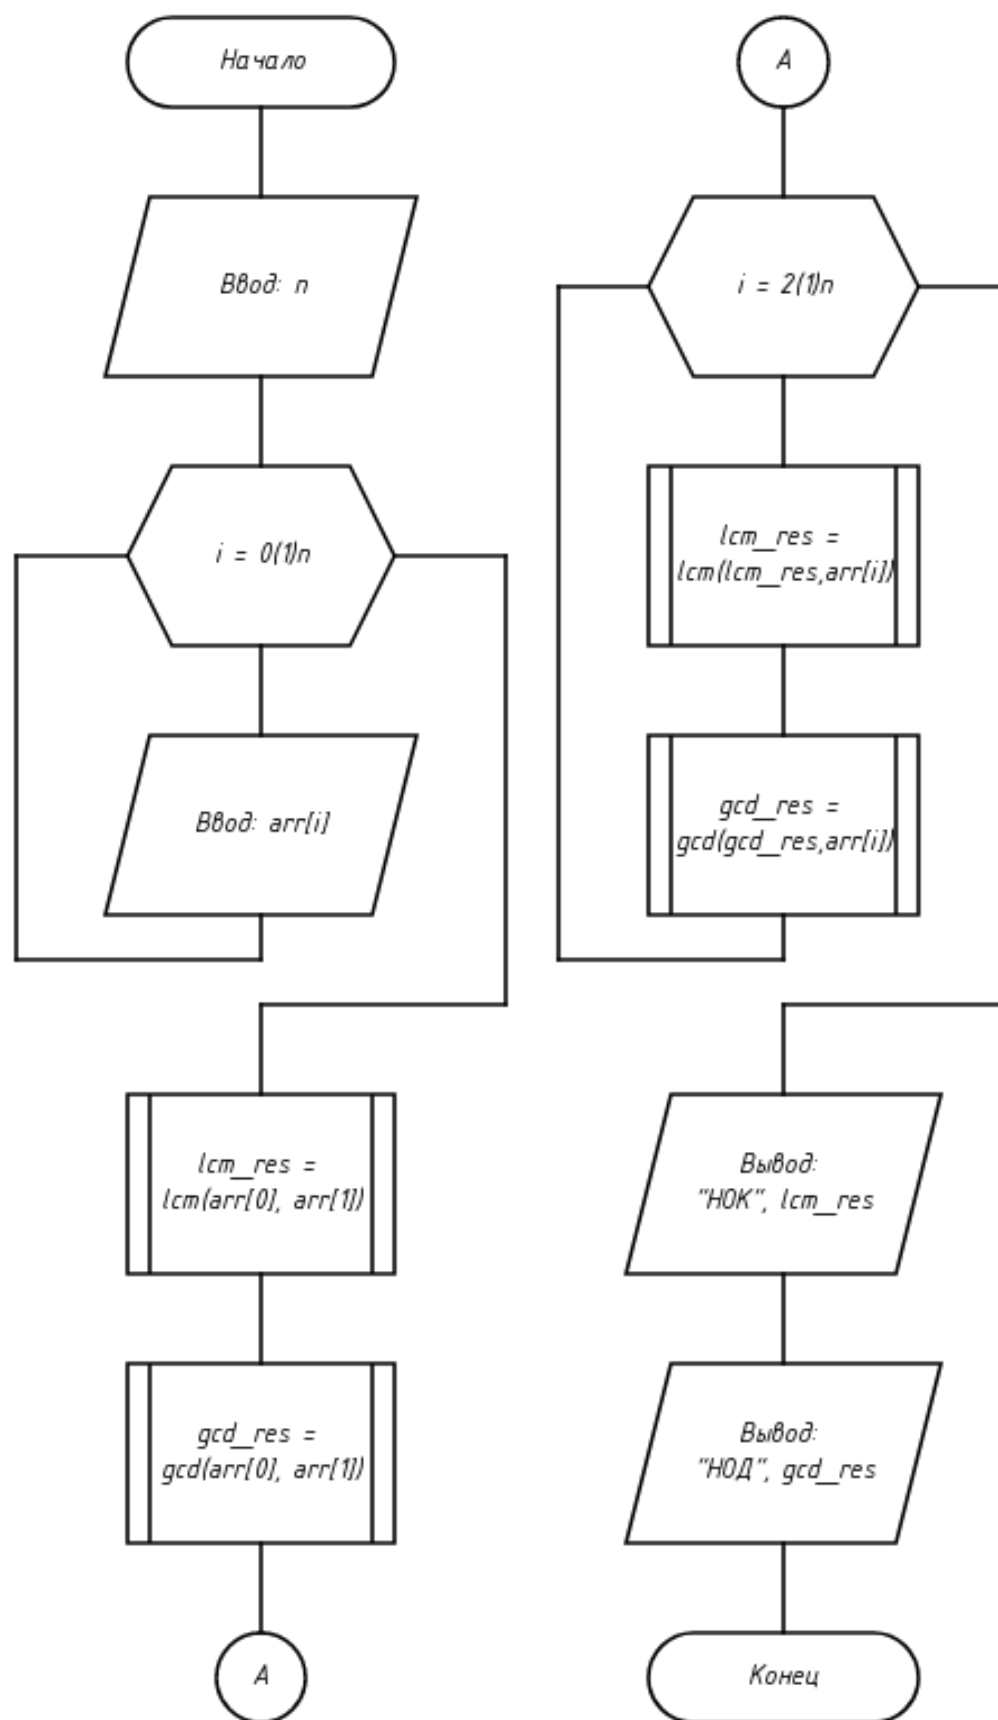 Начало
Ввод: n
i = 0(1)n
Ввод: arr[i]
lcm_res =
lcm(arr[0], arr[1])
gcd_res =
gcd(arr[0], arr[1])
A
A
i = 2(1)n
lcm_res =
lcm(lcm_res,arr[i])
gcd_res =
gcd(gcd_res,arr[i])
Вывод:
"НОК", lcm_res
Вывод:
"НОД", gcd_res
Конец